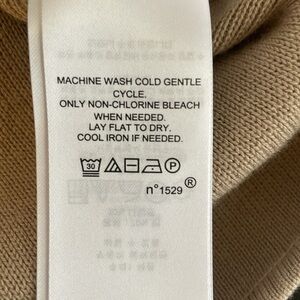 MACHINE WASH COLD GENTLE
CYCLE.
ONLY NON-CHLORINE BLEACH
WHEN NEEDED.
LAY FLAT TO DRY.
COOL IRON IF NEEDED.
30 P
n°1529 ®